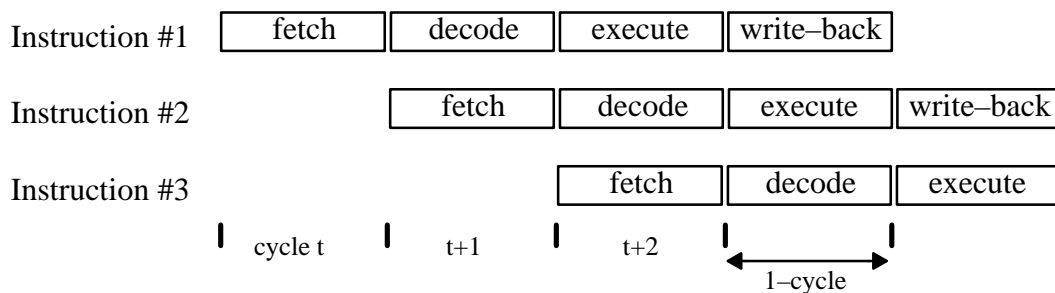 Instruction #1 fetch decode execute write–back
Instruction #2 fetch decode execute write–back
Instruction #3 fetch decode execute
cycle t t+1 t+2
1–cycle